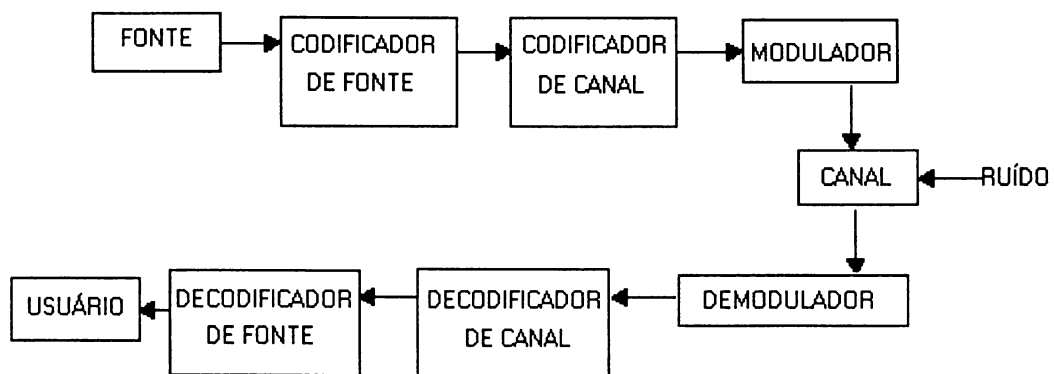 FONTE
CODIFICADOR
DE FONTE
CODIFICADOR
DE CANAL
MODULADOR
CANAL
RUÍDO
DEMODULADOR
DECODIFICADOR
DE CANAL
DECODIFICADOR
DE FONTE
USUÁRIO